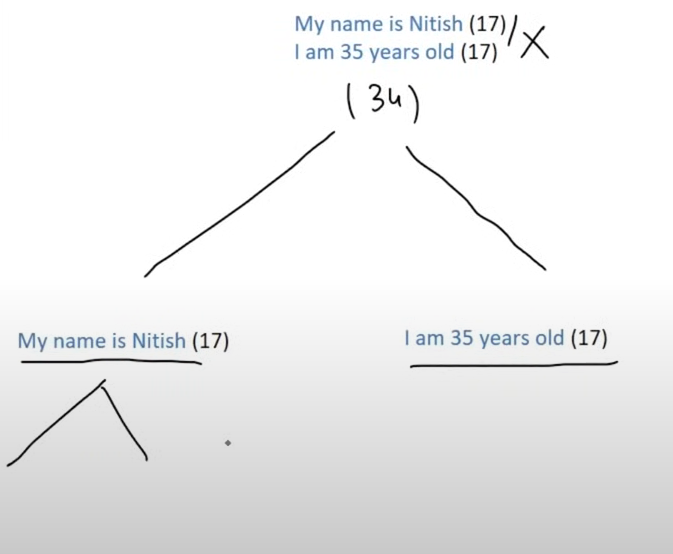 My name is Nitish (17)/X
I am 35 years old (17)
(34)
My name is Nitish (17)
I am 35 years old (17)